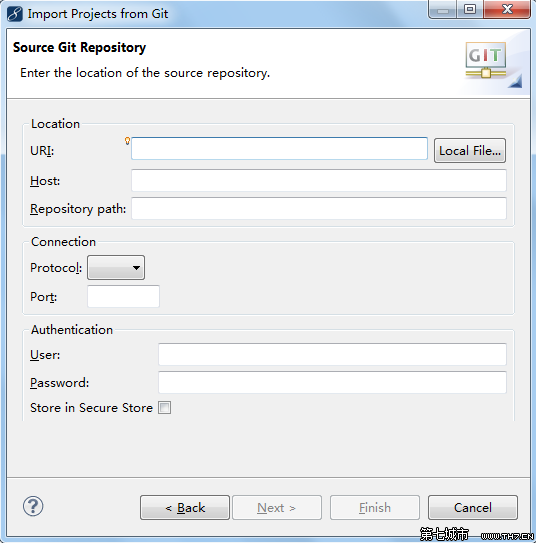 Import Projects from Git
Source Git Repository
Enter the location of the source repository.
GIT
Location
URI:
Local File...
Host:
Repository path:
Connection
Protocol:
Port:
Authentication
User:
Password:
Store in Secure Store
?
< Back
Next >
Finish
Cancel
第七城市 WWW.TH7.CN